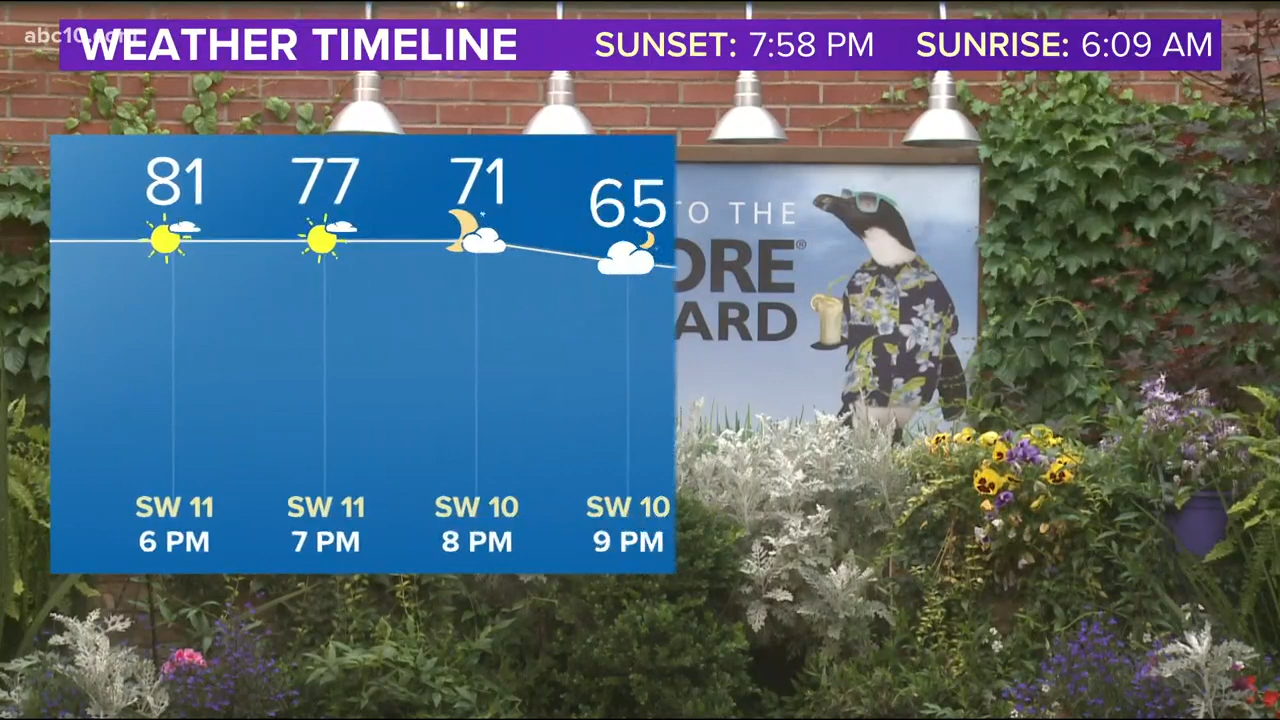 abc10.com
WEATHER TIMELINE SUNSET: 7:58 PM SUNRISE: 6:09 AM
81 77 71 65
SW 11 SW 11 SW 10 SW 10
6 PM 7 PM 8 PM 9 PM
TO THE
ORE®
ARD